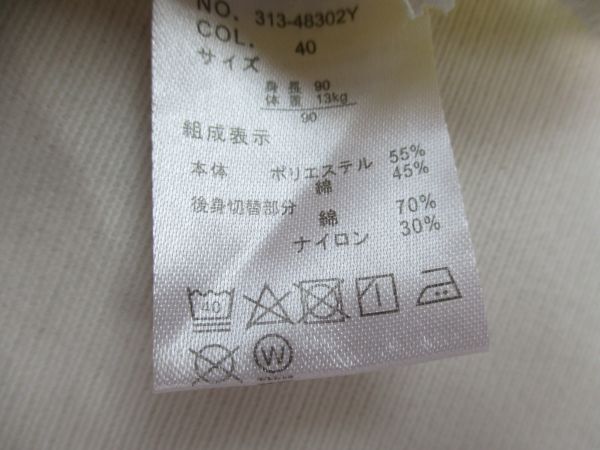 NO. 313-48302Y
COL. 40
サイズ
身長 90
体重 13kg
90
組成表示
本体 ポリエステル 55%
綿 45%
後身切替部分 綿 70%
ナイロン 30%
40
W